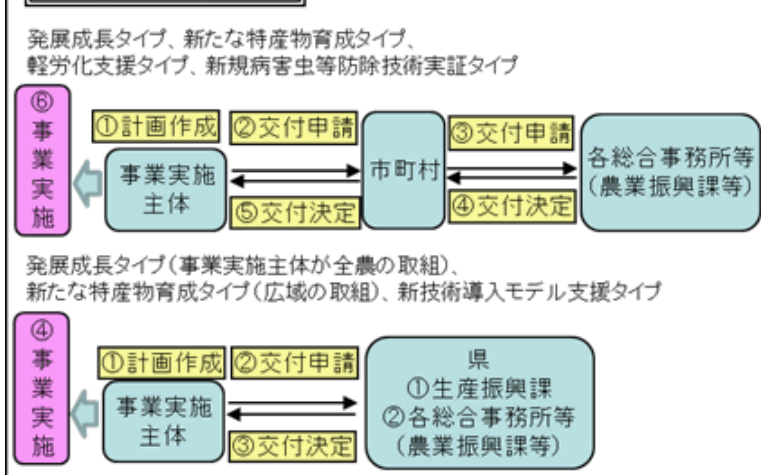 発展成長タイプ、新たな特産物育成タイプ、
軽労化支援タイプ、新規病害虫等防除技術実証タイプ
⑥事業実施
①計画作成
②交付申請
事業実施
主体
⑤交付決定
市町村
③交付申請
④交付決定
各総合事務所等
(農業振興課等)
発展成長タイプ(事業実施主体が全農の取組)、
新たな特産物育成タイプ(広域の取組)、新技術導入モデル支援タイプ
④事業実施
①計画作成
②交付申請
事業実施
主体
③交付決定
県
①生産振興課
②各総合事務所等
(農業振興課等)